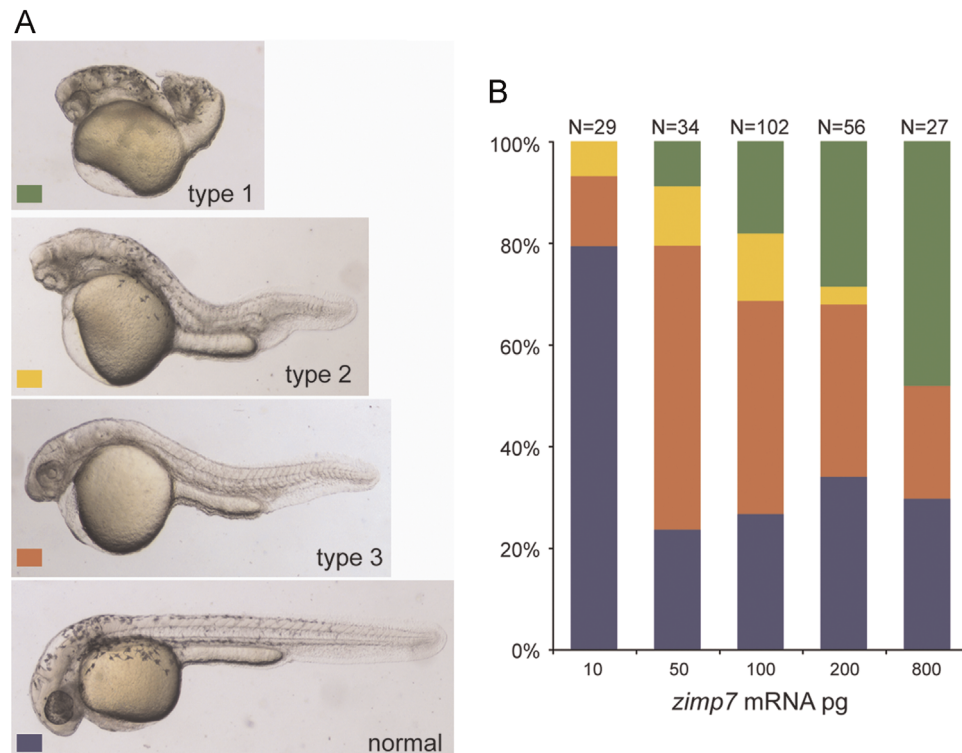 A
type 1
type 2
type 3
normal
B
N=29 N=34 N=102 N=56 N=27
100%
80%
60%
40%
20%
0%
10 50 100 200 800
zimp7 mRNA pg